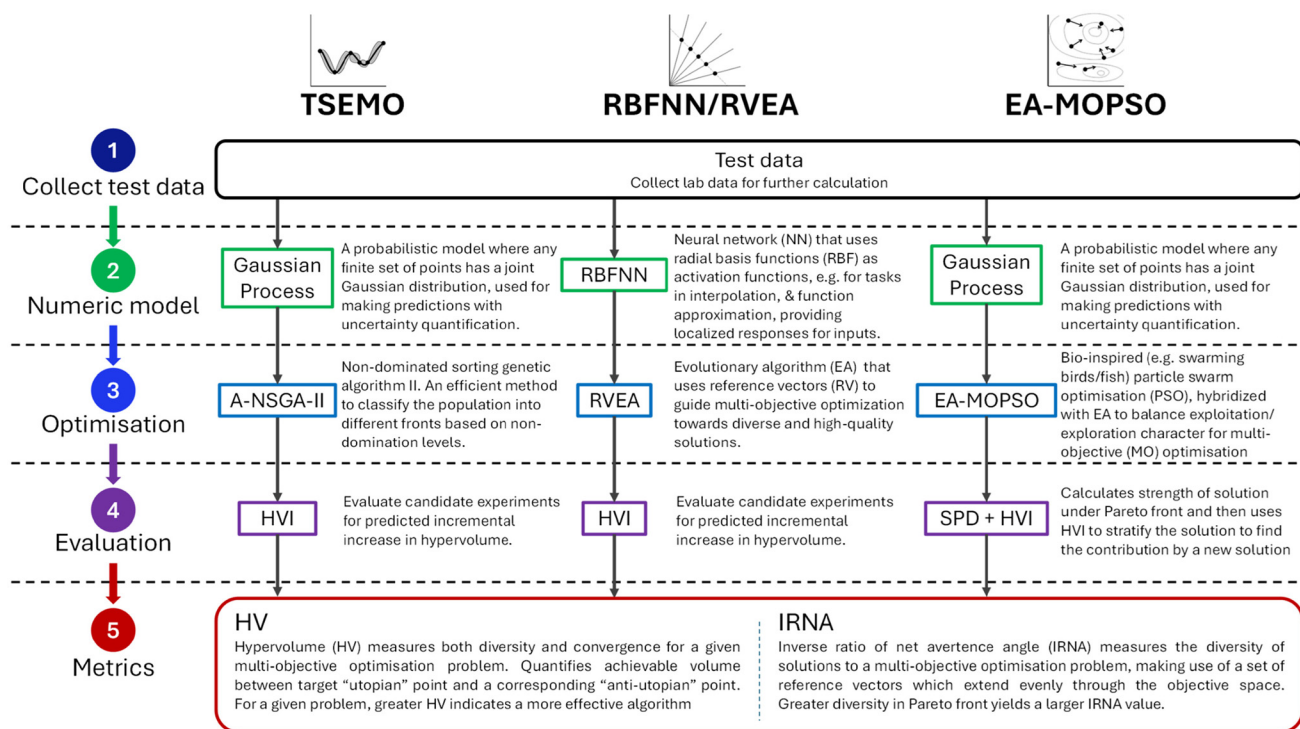 TSEMO
RBFNN/RVEA
EA-MOPSO
1
Collect test data
Test data
Collect lab data for further calculation
2
Numeric model
Gaussian
Process
A probabilistic model where any
finite set of points has a joint
Gaussian distribution, used for
making predictions with
uncertainty quantification.
RBFNN
Neural network (NN) that uses
radial basis functions (RBF) as
activation functions, e.g. for tasks
in interpolation, & function
approximation, providing
localized responses for inputs.
Gaussian
Process
A probabilistic model where any
finite set of points has a joint
Gaussian distribution, used for
making predictions with
uncertainty quantification.
3
Optimisation
A-NSGA-II
Non-dominated sorting genetic
algorithm II. An efficient method
to classify the population into
different fronts based on non-
domination levels.
RVEA
Evolutionary algorithm (EA) that
uses reference vectors (RV) to
guide multi-objective optimization
towards diverse and high-quality
solutions.
EA-MOPSO
Bio-inspired (e.g. swarming
birds/fish) particle swarm
optimisation (PSO), hybridized
with EA to balance exploitation/
exploration character for multi-
objective (MO) optimisation
4
Evaluation
HVI
Evaluate candidate experiments
for predicted incremental
increase in hypervolume.
HVI
Evaluate candidate experiments
for predicted incremental
increase in hypervolume.
SPD + HVI
Calculates strength of solution
under Pareto front and then uses
HVI to stratify the solution to find
the contribution by a new solution
5
Metrics
HV
Hypervolume (HV) measures both diversity and convergence for a given
multi-objective optimisation problem. Quantifies achievable volume
between target “utopian” point and a corresponding “anti-utopian” point.
For a given problem, greater HV indicates a more effective algorithm
IRNA
Inverse ratio of net avertence angle (IRNA) measures the diversity of
solutions to a multi-objective optimisation problem, making use of a set of
reference vectors which extend evenly through the objective space.
Greater diversity in Pareto front yields a larger IRNA value.